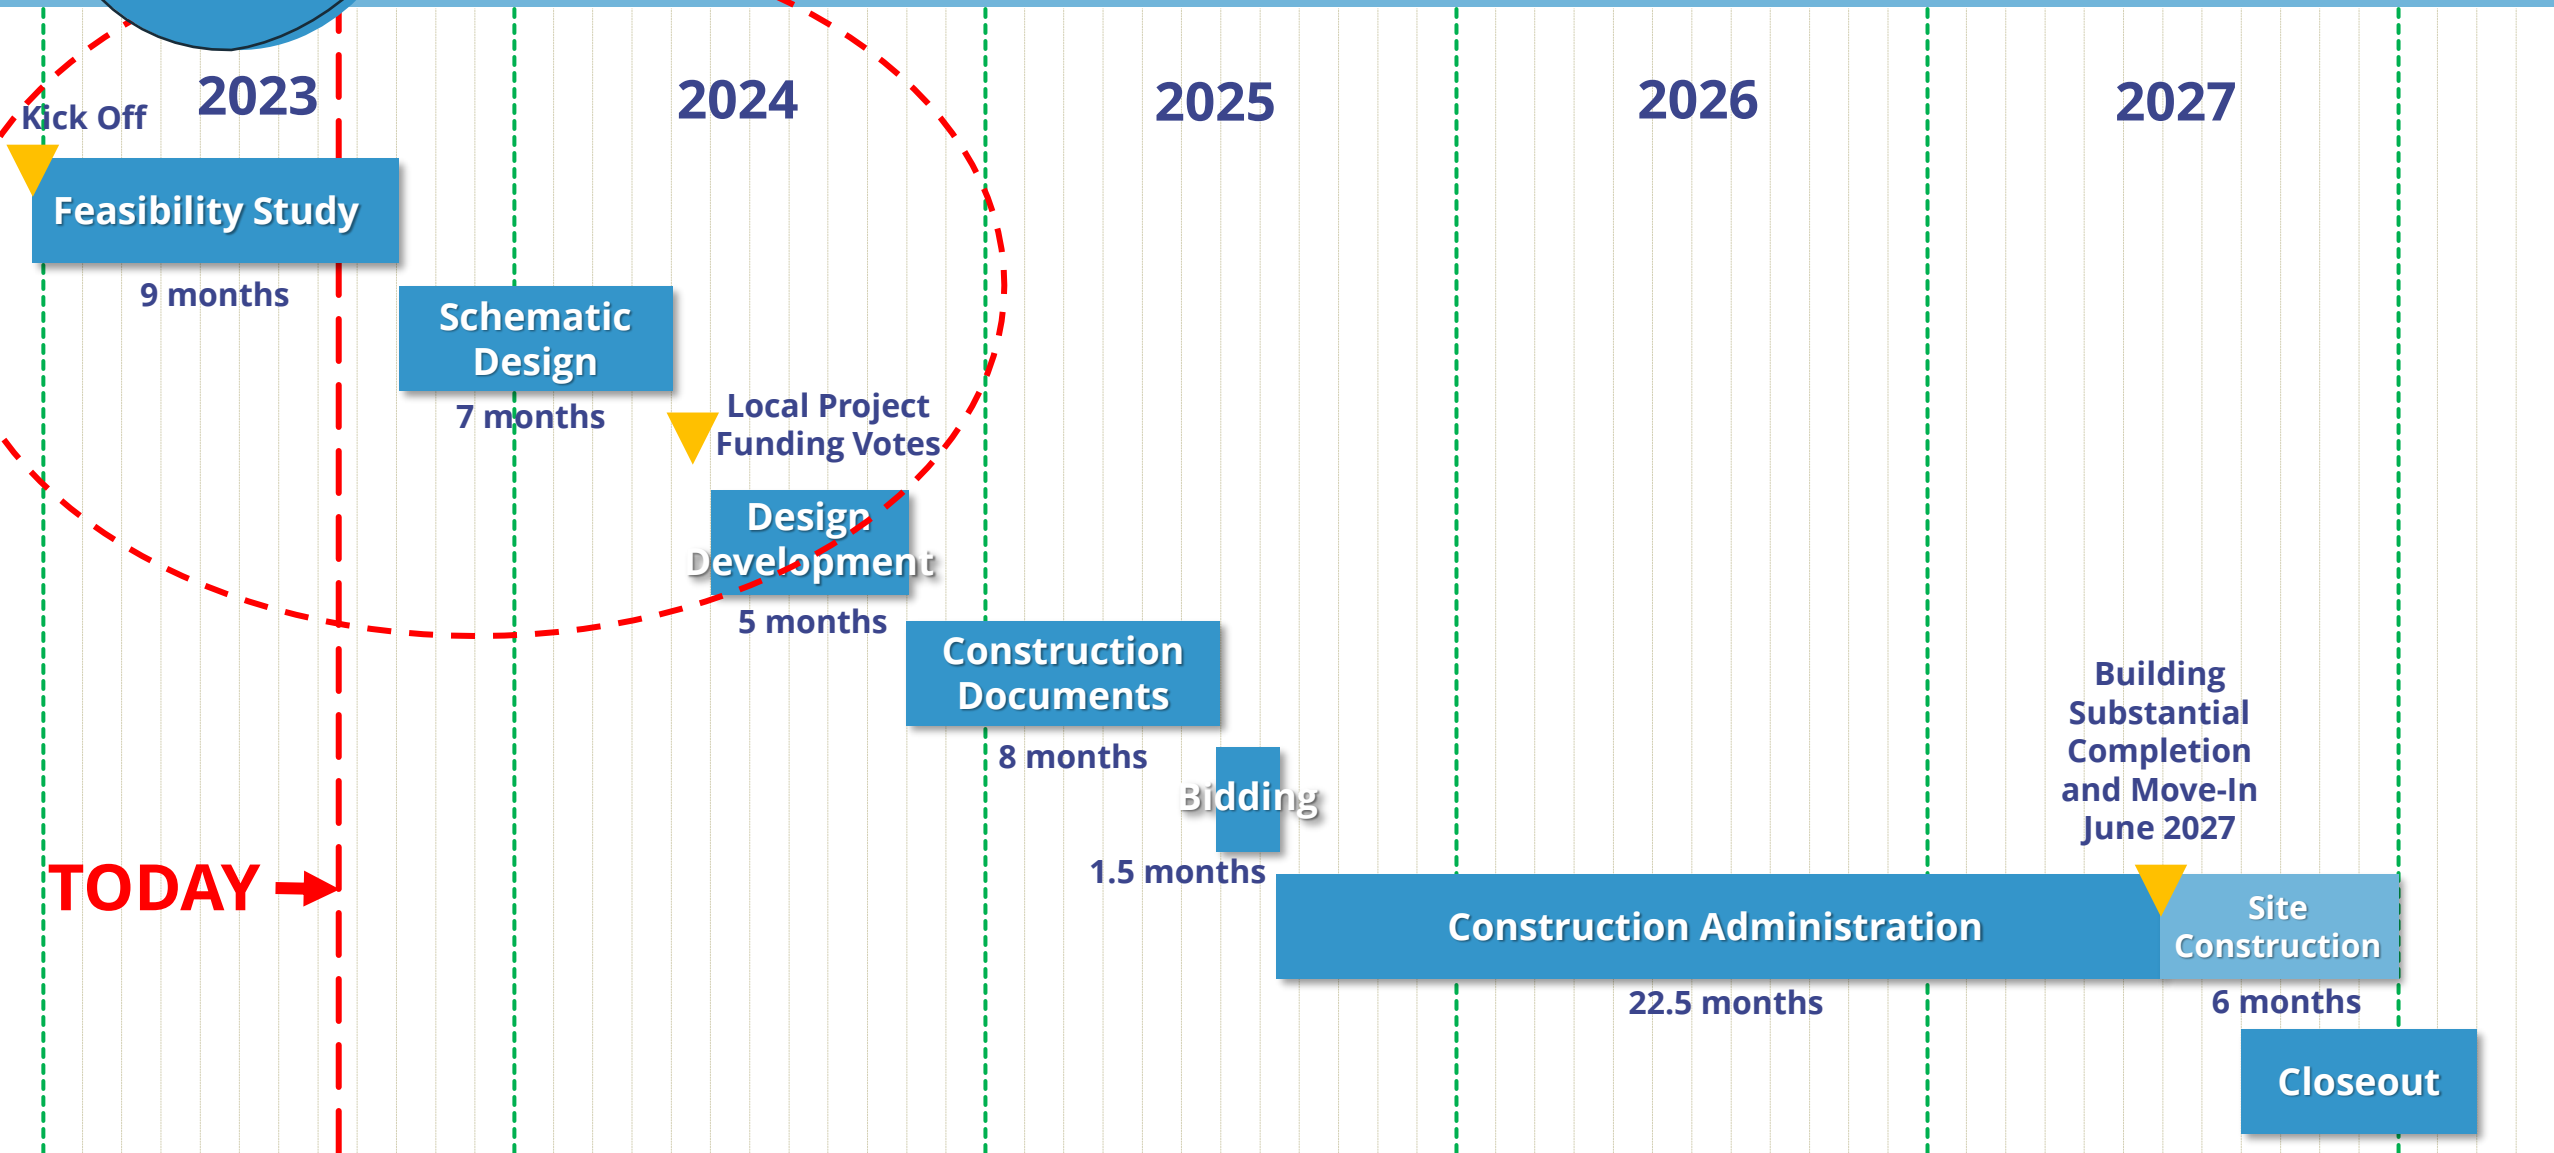 2023
2024
2025
2026
2027
Kick Off
Feasibility Study
9 months
Schematic
Design
7 months
Local Project
Funding Votes
Design
Development
5 months
Construction
Documents
8 months
Bidding
1.5 months
Building
Substantial
Completion
and Move-In
June 2027
TODAY
Construction Administration
Site
Construction
22.5 months
6 months
Closeout